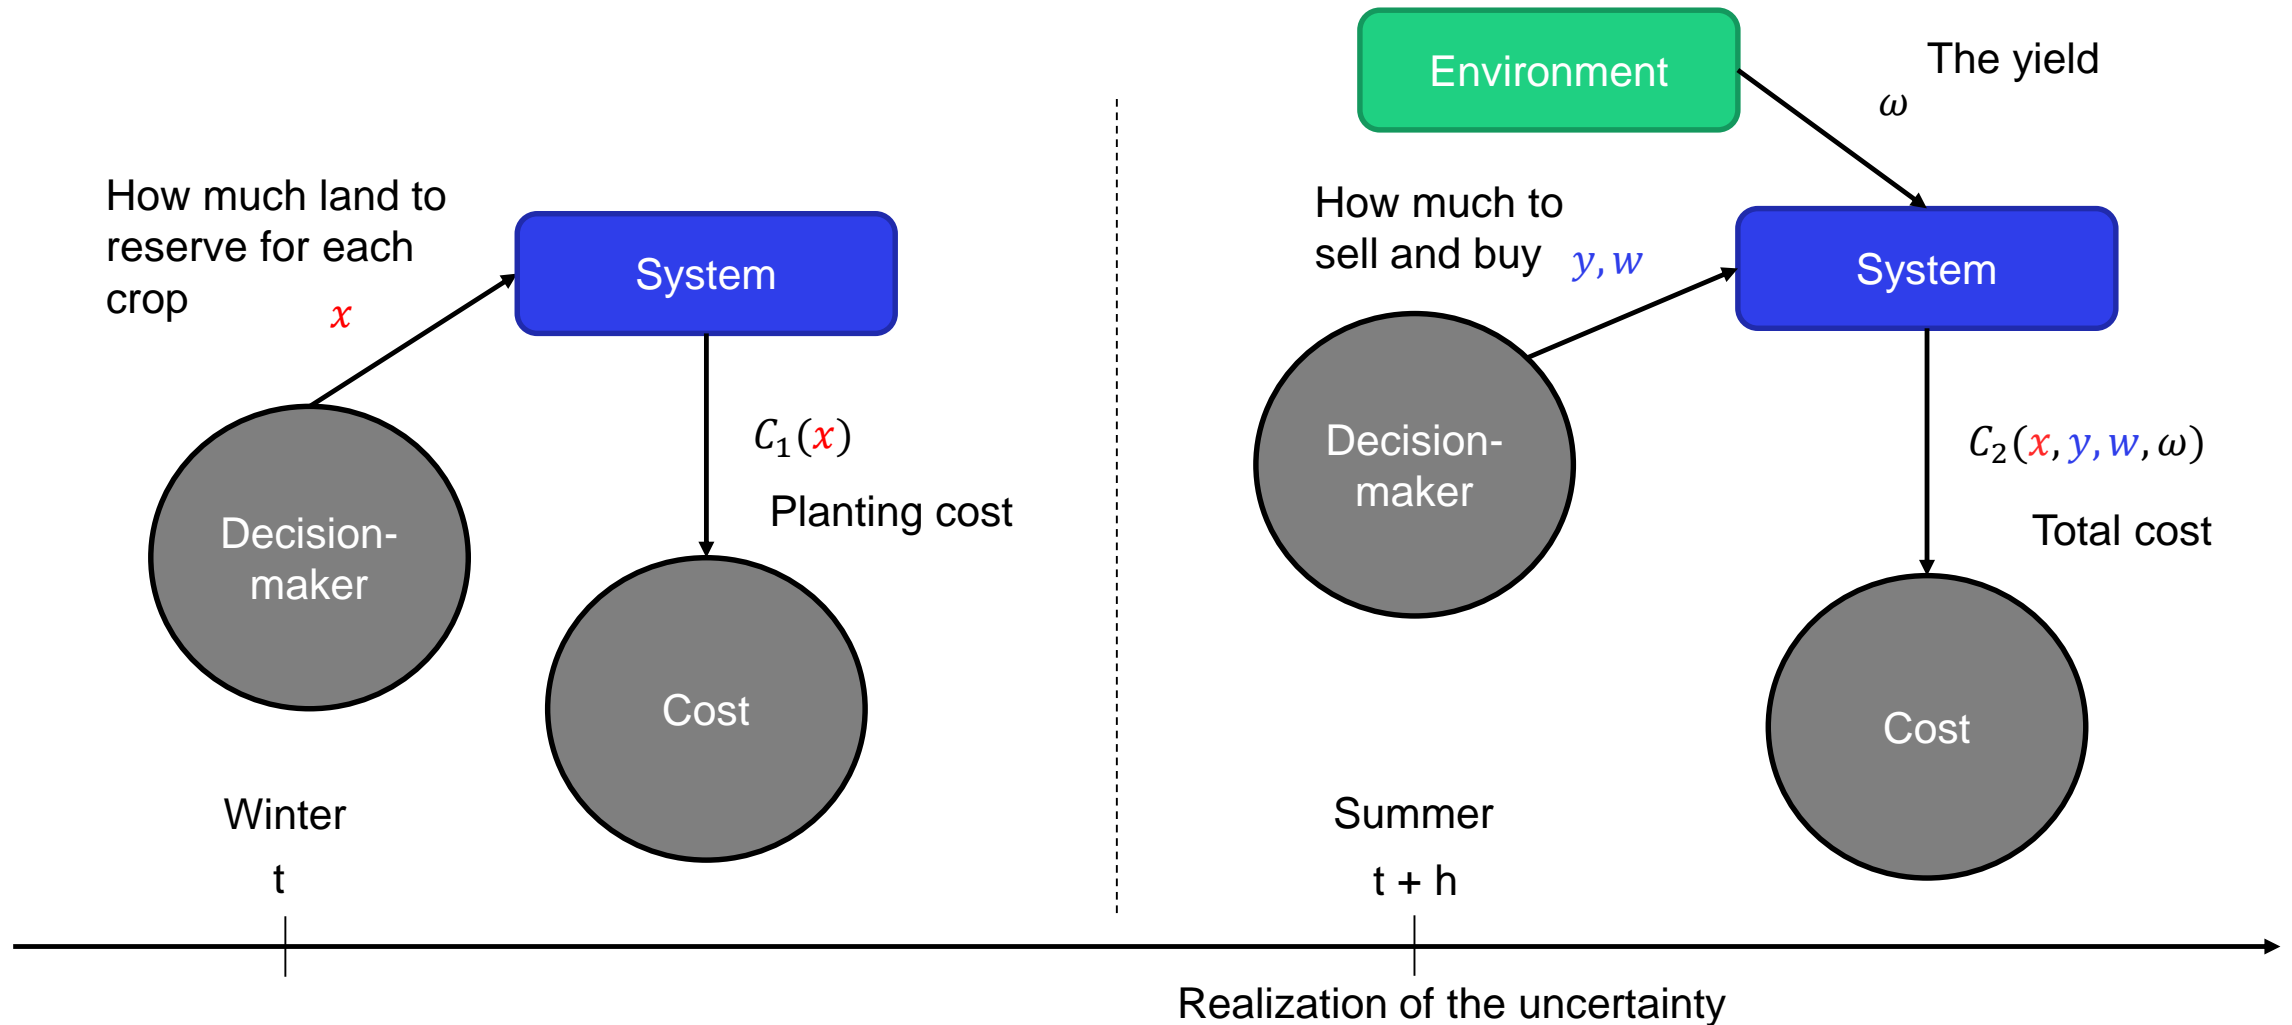 How much land to
reserve for each
crop
x
System
Decision-
maker
C₁(x)
Planting cost
Cost
Winter
t
Environment
The yield
ω
How much to
sell and buy y, w
System
Decision-
maker
C₂(x, y, w, ω)
Total cost
Cost
Summer
t + h
Realization of the uncertainty